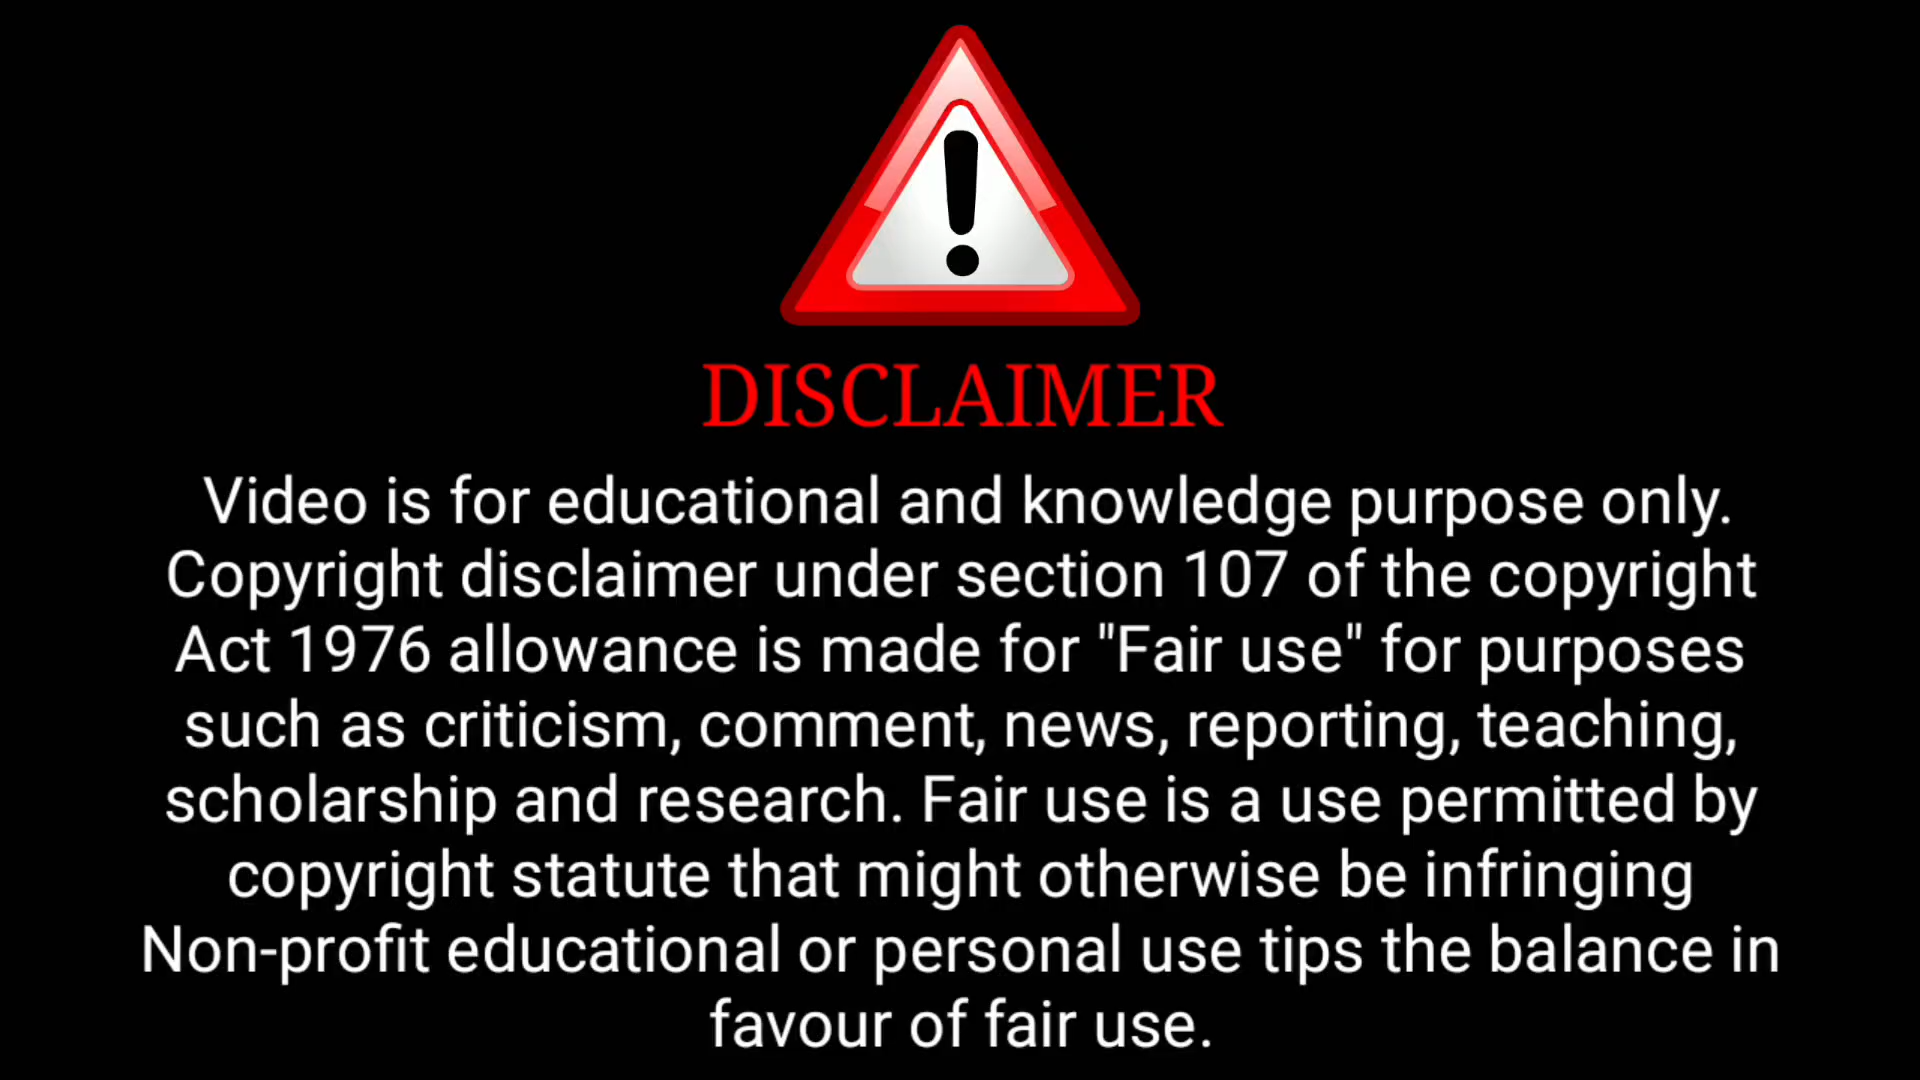 DISCLAIMER
Video is for educational and knowledge purpose only.
Copyright disclaimer under section 107 of the copyright
Act 1976 allowance is made for "Fair use" for purposes
such as criticism, comment, news, reporting, teaching,
scholarship and research. Fair use is a use permitted by
copyright statute that might otherwise be infringing
Non-profit educational or personal use tips the balance in
favour of fair use.